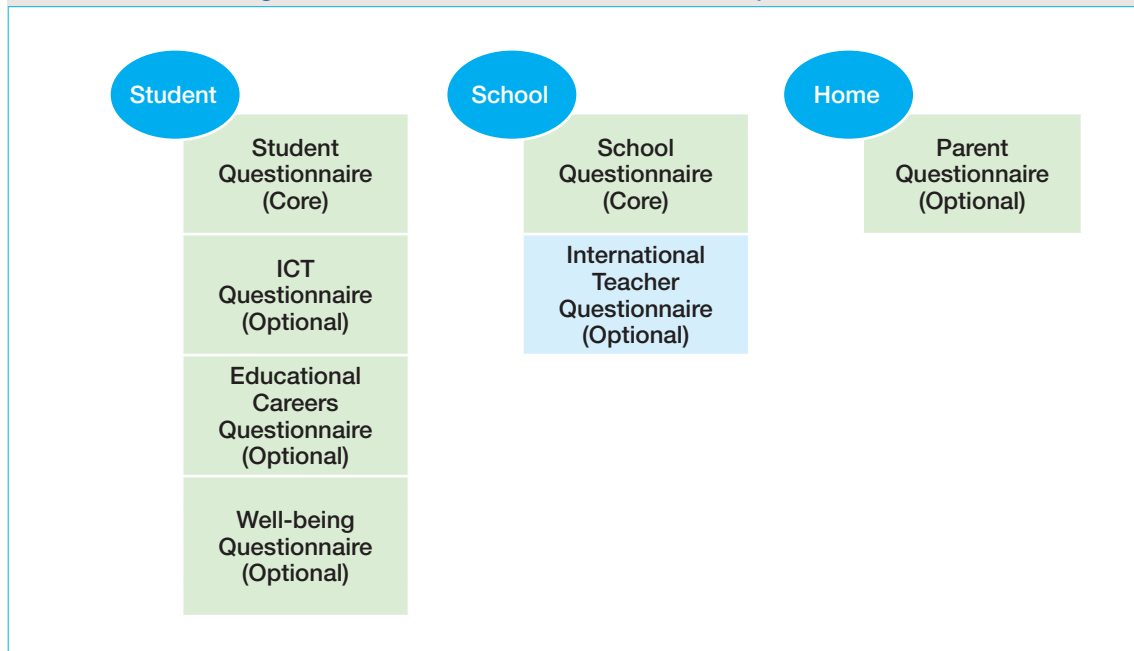 Student
Student
Questionnaire
(Core)
ICT
Questionnaire
(Optional)
Educational
Careers
Questionnaire
(Optional)
Well-being
Questionnaire
(Optional)
School
School
Questionnaire
(Core)
International
Teacher
Questionnaire
(Optional)
Home
Parent
Questionnaire
(Optional)